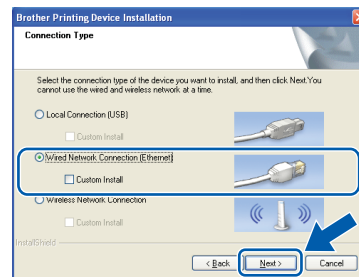 Brother Printing Device Installation
Connection Type
Select the connection type of the device you want to install, and then click Next.You
cannot use the wired and wireless network at a time.
Local Connection (USB)
Custom Install
Wired Network Connection (Ethernet)
Custom Install
Wireless Network Connection
Custom Install
InstallShield
< Back
Next >
Cancel